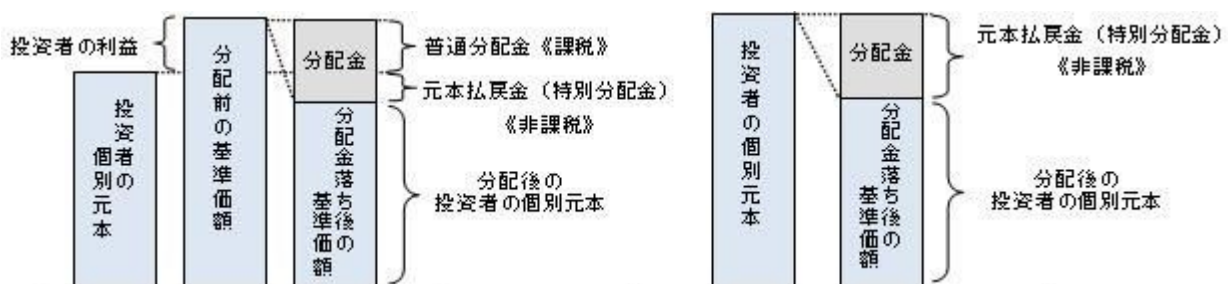 投資者の利益
投資者の
個別元本
分配前の基準価額
分配金
分配金落ち後の
基準価額
普通分配金《課税》
元本払戻金（特別分配金）
《非課税》
分配後の
投資者の個別元本
投資者の個別元本
分配金
分配金落ち後の
基準価額
元本払戻金（特別分配金）
《非課税》
分配後の
投資者の個別元本